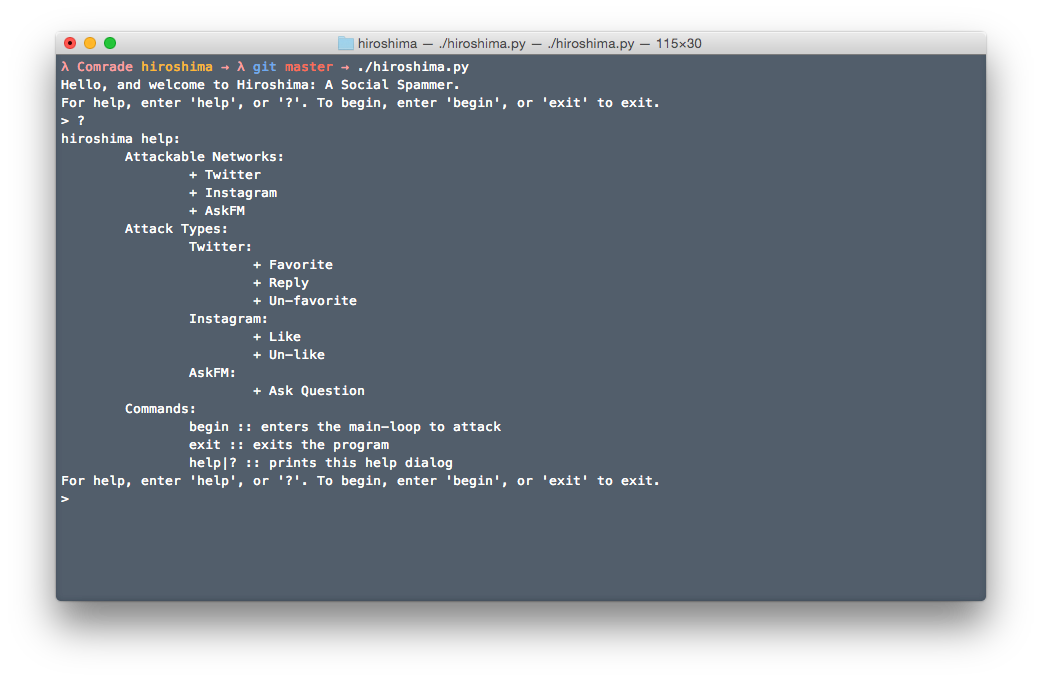 hiroshima — ./hiroshima.py — ./hiroshima.py — 115×30
λ Comrade hiroshima → λ git master → ./hiroshima.py
Hello, and welcome to Hiroshima: A Social Spammer.
For help, enter 'help', or '?'. To begin, enter 'begin', or 'exit' to exit.
> ?
hiroshima help:
Attackable Networks:
+ Twitter
+ Instagram
+ AskFM
Attack Types:
Twitter:
+ Favorite
+ Reply
+ Un-favorite
Instagram:
+ Like
+ Un-like
AskFM:
+ Ask Question
Commands:
begin :: enters the main-loop to attack
exit :: exits the program
help|? :: prints this help dialog
For help, enter 'help', or '?'. To begin, enter 'begin', or 'exit' to exit.
>